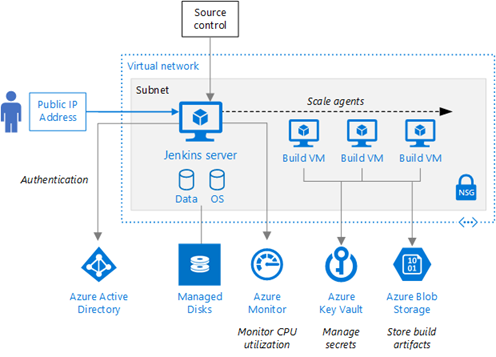 Source
control
Virtual network
Subnet
Public IP
Address
Scale agents
Jenkins server
Build VM
Build VM
Build VM
Data
OS
Authentication
NSG
Azure Active
Directory
Managed
Disks
Azure
Monitor
Azure
Key Vault
10
01
Azure Blob
Storage
Monitor CPU
utilization
Manage
secrets
Store build
artifacts